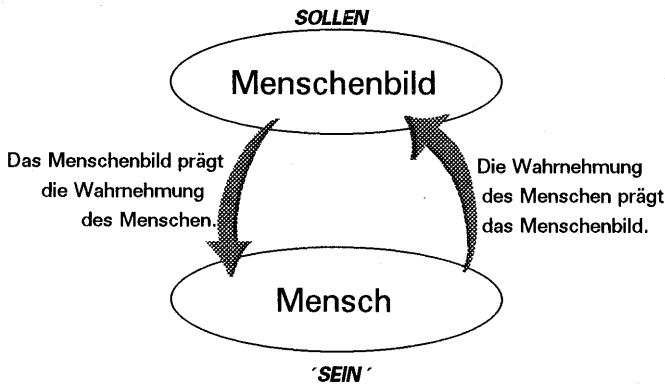 SOLLEN
Menschenbild
Das Menschenbild prägt
die Wahrnehmung
des Menschen.
Die Wahrnehmung
des Menschen prägt
das Menschenbild.
Mensch
´SEIN´